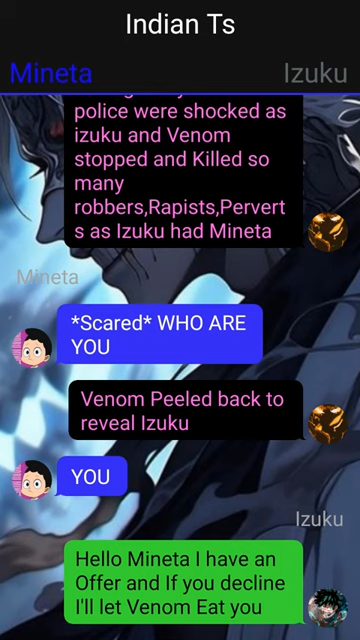 Indian Ts
Mineta Izuku
police were shocked as
izuku and Venom
stopped and Killed so
many
robbers,Rapists,Pervert
s as Izuku had Mineta
Mineta
*Scared* WHO ARE
YOU
Venom Peeled back to
reveal Izuku
YOU
Izuku
Hello Mineta I have an
Offer and If you decline
I'll let Venom Eat you